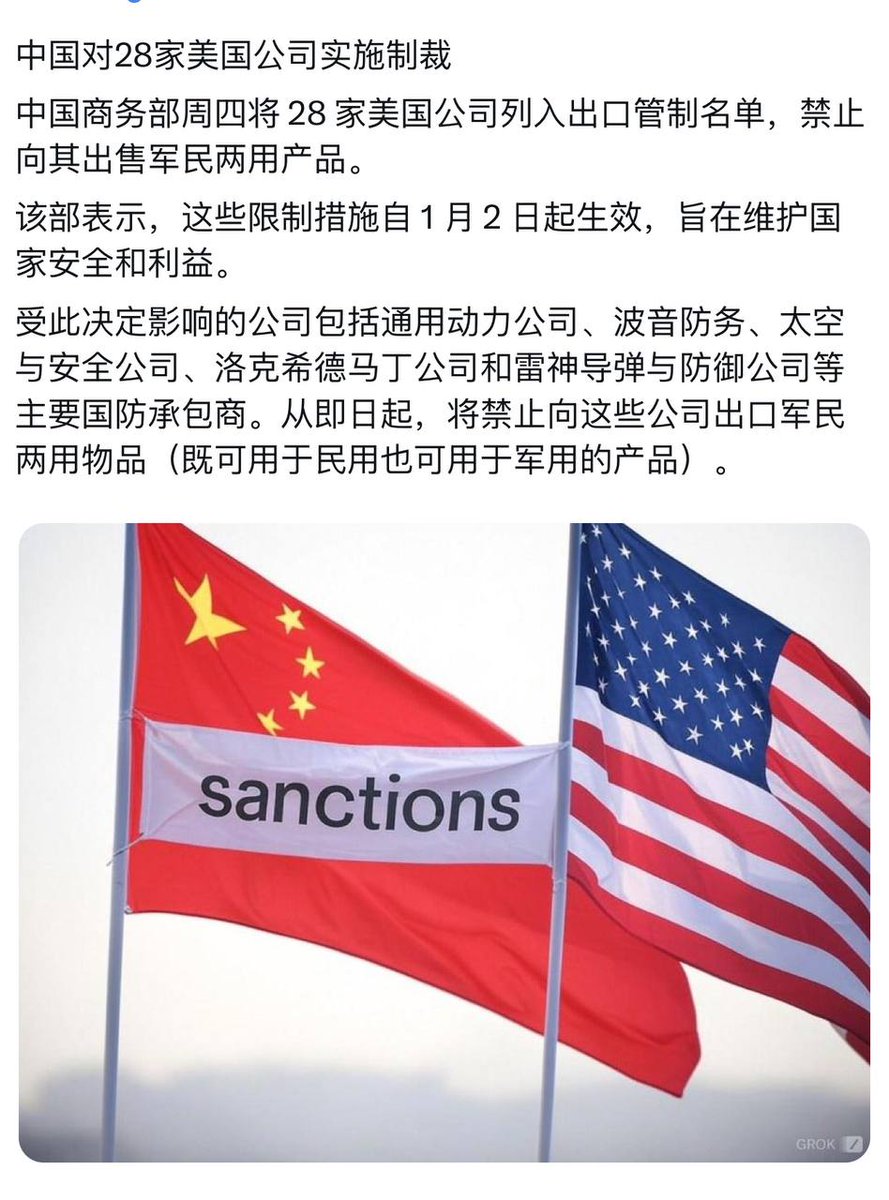 中国对28家美国公司实施制裁
中国商务部周四将 28 家美国公司列入出口管制名单，禁止
向其出售军民两用产品。
该部表示，这些限制措施自 1 月 2 日起生效，旨在维护国
家安全和利益。
受此决定影响的公司包括通用动力公司、波音防务、太空
与安全公司、洛克希德马丁公司和雷神导弹与防御公司等
主要国防承包商。从即日起，将禁止向这些公司出口军民
两用物品（既可用于民用也可用于军用的产品）。
sanctions
GROK